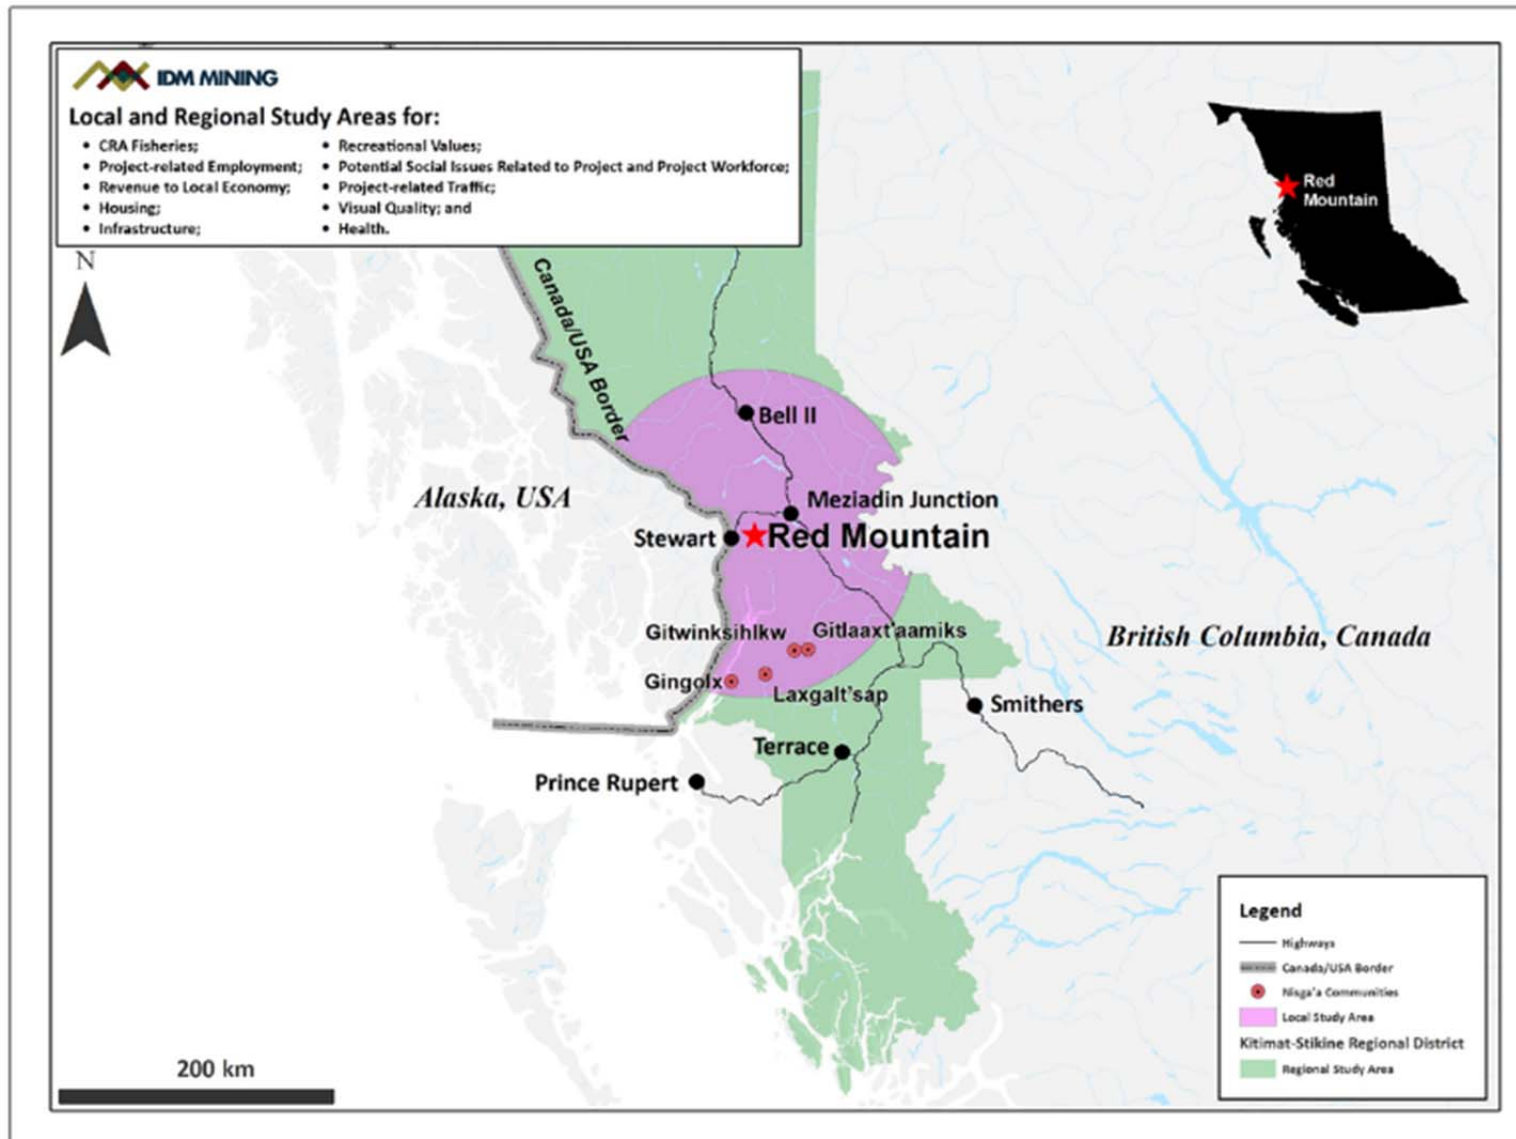 IDM MINING
Local and Regional Study Areas for:
• CRA Fisheries;
• Project-related Employment;
• Revenue to Local Economy;
• Housing;
• Infrastructure;
• Recreational Values;
• Potential Social Issues Related to Project and Project Workforce;
• Project-related Traffic;
• Visual Quality; and
• Health.
N
Red
Mountain
Canada/USA Border
Bell II
Alaska, USA
Meziadin Junction
Stewart
Red Mountain
Gitwinksihlkw
Gitlaaxt'aamiks
British Columbia, Canada
Gingolx
Laxgalt'sap
Smithers
Terrace
Prince Rupert
200 km
Legend
Highways
Canada/USA Border
Nisga'a Communities
Local Study Area
Kitimat-Stikine Regional District
Regional Study Area